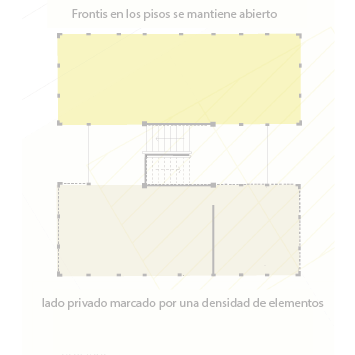 Frontis en los pisos se mantiene abierto
lado privado marcado por una densidad de elementos